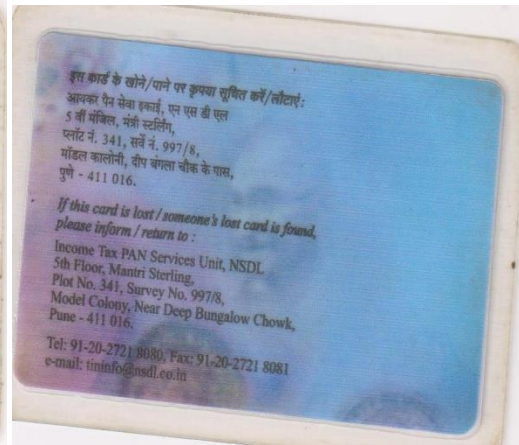 इस कार्ड के खोने/पाने पर कृपया सूचित करें/लौटाएं :
आयकर पैन सेवा इकाई, एन एस डी एल
5 वीं मंजिल, मंत्री स्टर्लिंग,
प्लॉट नं. 341, सर्वे नं. 997/8,
मॉडल कालोनी, दीप बंगला चौक के पास,
पुणे - 411 016.
If this card is lost / someone's lost card is found,
please inform / return to :
Income Tax PAN Services Unit, NSDL
5th Floor, Mantri Sterling,
Plot No. 341, Survey No. 997/8,
Model Colony, Near Deep Bungalow Chowk,
Pune - 411 016.
Tel: 91-20-2721 8080, Fax: 91-20-2721 8081
e-mail: tininfo@nsdl.co.in